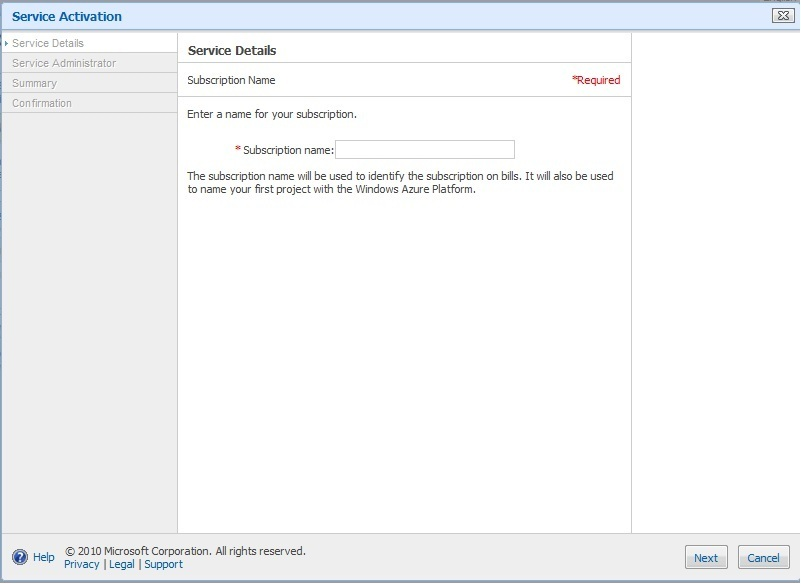 Service Activation
Service Details
Service Administrator
Summary
Confirmation
Service Details
Subscription Name *Required
Enter a name for your subscription.
* Subscription name:
The subscription name will be used to identify the subscription on bills. It will also be used
to name your first project with the Windows Azure Platform.
Help
© 2010 Microsoft Corporation. All rights reserved.
Privacy | Legal | Support
Next Cancel